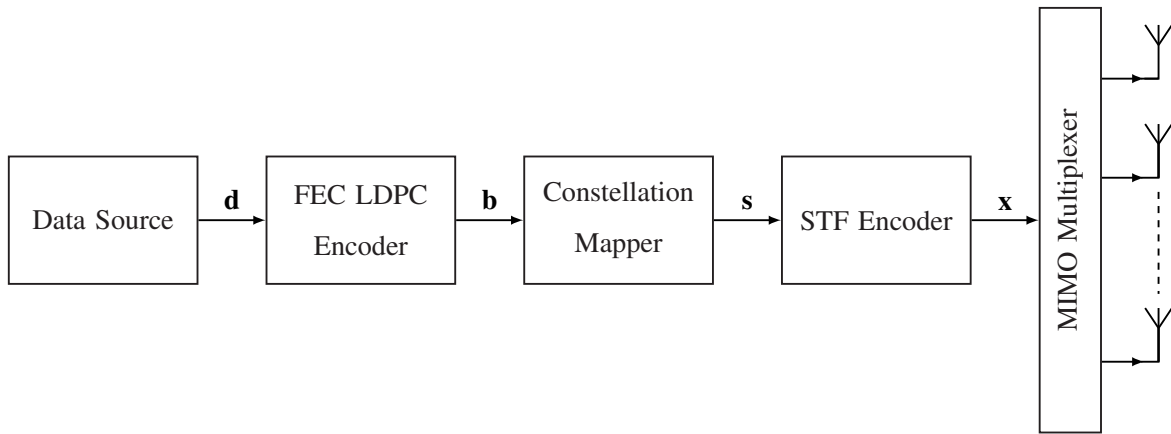 Data Source
d
FEC LDPC
Encoder
b
Constellation
Mapper
s
STF Encoder
x
MIMO Multiplexer